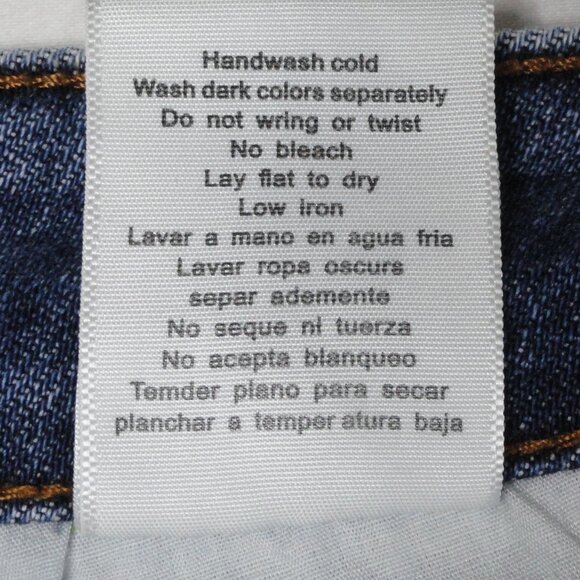 Handwash cold
Wash dark colors separately
Do not wring or twist
No bleach
Lay flat to dry
Low iron
Lavar a mano en agua fria
Lavar ropa oscurs
separ ademente
No seque ni tuerza
No acepta blanqueo
Temder plano para secar
planchar a temper atura baja